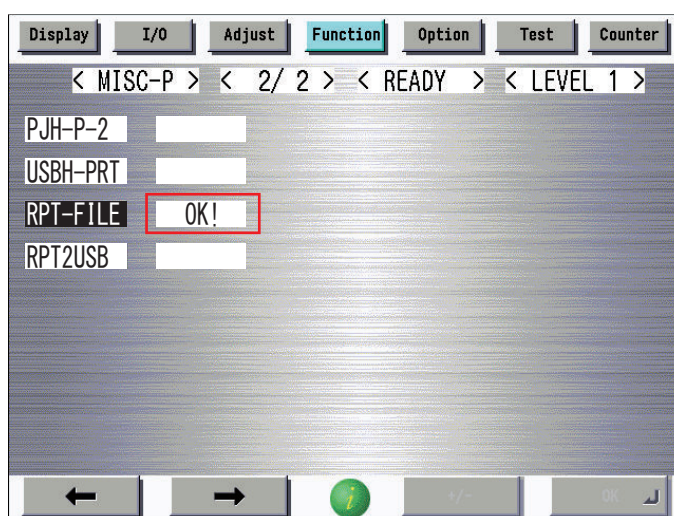 Display I/O Adjust Function Option Test Counter
< MISC-P > < 2/ 2 > < READY > < LEVEL 1 >
PJH-P-2
USBH-PRT
RPT-FILE OK!
RPT2USB
← → i +/- OK